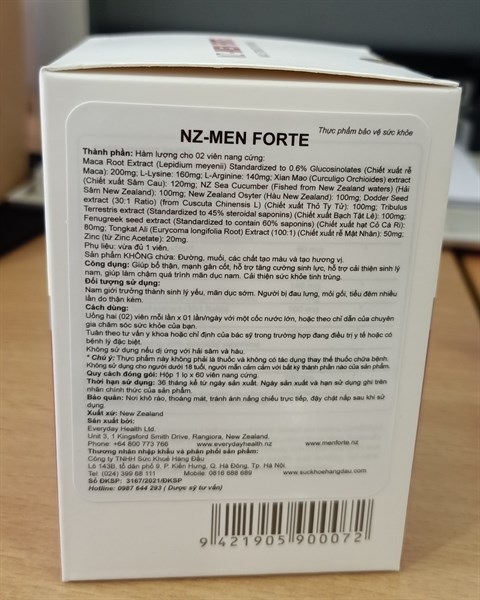 NZ-MEN FORTE
Thực phẩm bảo vệ sức khỏe
Thành phần: Hàm lượng cho 02 viên nang cứng:
Maca Root Extract (Lepidium meyenii) Standardized to 0.6% Glucosinolates (Chiết xuất rễ
Maca): 200mg; L-Lysine: 160mg; L-Arginine: 140mg; Xian Mao (Curculigo Orchioides) extract
(Chiết xuất Sâm Cau): 120mg; NZ Sea Cucumber (Fished from New Zealand waters) (Hải
Sâm New Zealand): 100mg; New Zealand Osyter (Hàu New Zealand): 100mg; Dodder Seed
extract (30:1 Ratio) (from Cuscuta Chinensis L) (Chiết xuất Thỏ Ty Tử): 100mg; Tribulus
Terrestris extract (Standardized to 45% steroidal saponins) (Chiết xuất Bạch Tật Lê): 100mg;
Fenugreek seed extract (Standardized to contain 60% saponins) (Chiết xuất hạt Cỏ Cà Ri):
80mg; Tongkat Ali (Eurycoma longifolia Root) Extract (100:1) (Chiết xuất rễ Mật Nhân): 50mg;
Zinc (từ Zinc Acetate): 20mg.
Phụ liệu: vừa đủ 1 viên.
Sản phẩm KHÔNG chứa: Đường, muối, các chất tạo màu và tạo hương vị.
Công dụng: Giúp bổ thận, mạnh gân cốt, hỗ trợ tăng cường sinh lực, hỗ trợ cải thiện sinh lý
nam, giúp làm chậm quá trình mãn dục nam. Cải thiện sức khỏe tinh trùng.
Đối tượng sử dụng:
Nam giới trưởng thành sinh lý yếu, mãn dục sớm. Người bị đau lưng, mỏi gối, tiểu đêm nhiều
lần do thận kém.
Cách dùng:
Uống hai (02) viên mỗi lần x 01 lần/ngày với một cốc nước lớn, hoặc theo chỉ dẫn của chuyên
gia chăm sóc sức khỏe của bạn.
Tuân theo tư vấn y khoa hoặc chỉ định của bác sỹ trong trường hợp đang điều trị y tế hoặc có
bệnh lý đặc biệt.
Không sử dụng nếu dị ứng với hải sâm và hàu.
* Chú ý: Thực phẩm này không phải là thuốc và không có tác dụng thay thế thuốc chữa bệnh.
Không sử dụng cho người dưới 18 tuổi, người mẫn cảm với bất kỳ thành phần nào của sản phẩm.
Quy cách đóng gói: Hộp 1 lọ x 60 viên nang cứng.
Thời hạn sử dụng: 36 tháng kể từ ngày sản xuất. Ngày sản xuất và hạn sử dụng ghi trên
nhãn chính thức của sản phẩm.
Bảo quản: Nơi khô ráo, thoáng mát, tránh ánh nắng chiếu trực tiếp, đậy chặt nắp sau khi sử
dụng.
Xuất xứ: New Zealand
Sản xuất bởi:
Everyday Health Ltd.
Unit 3, 1 Kingsford Smith Drive, Rangiora, New Zealand.
Phone: +64 800 773 766 www.everydayhealth.nz www.menforte.nz
Thương nhân nhập khẩu và phân phối sản phẩm:
Công ty TNHH Sức Khoẻ Hàng Đầu
Lô 143B, tổ dân phố 9, P. Kiến Hưng, Q. Hà Đông, Tp. Hà Nội.
Tel: (024) 399 68 111 Mobile: 0816 688 689 www.suckhoehangdau.com
Số ĐKSP: 3167/2021/ĐKSP
Hotline: 0987 644 293 ( Dược sỹ tư vấn)
9 421905 900072